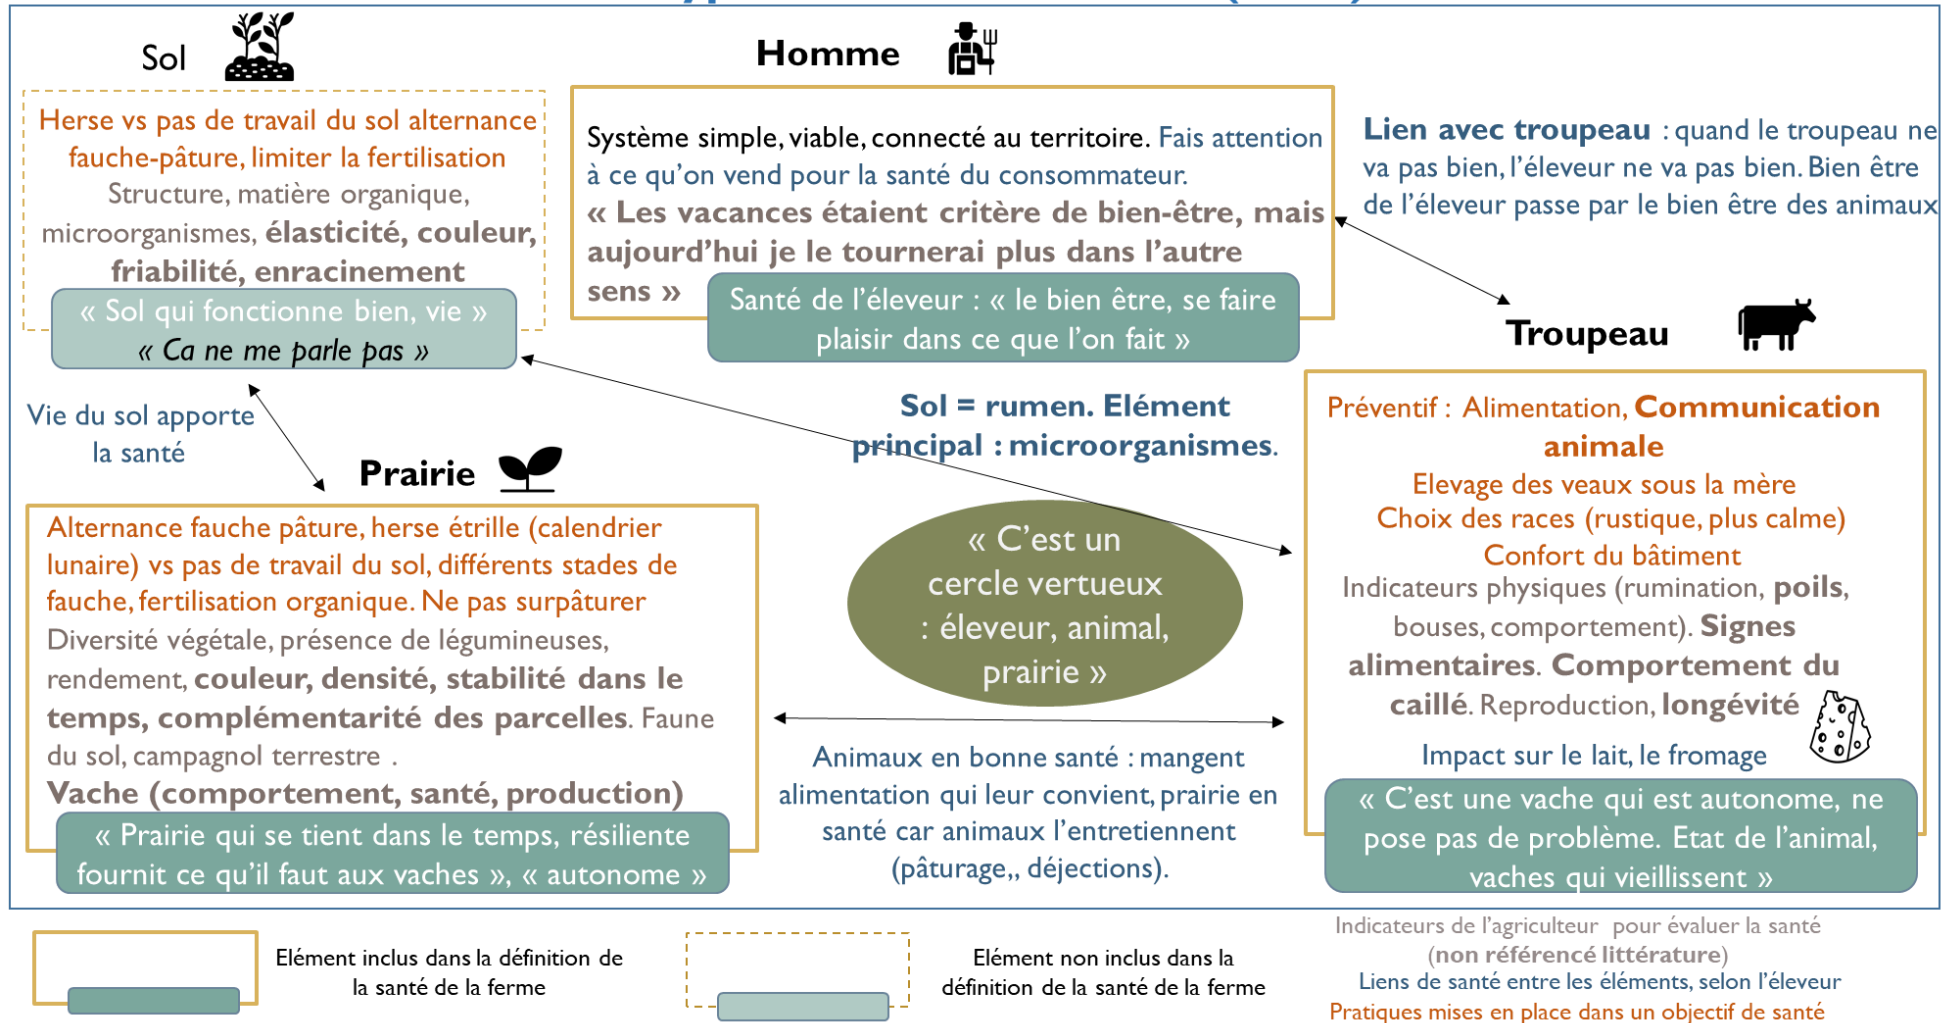 Sol
Herse vs pas de travail du sol alternance
fauche-pâture, limiter la fertilisation
Structure, matière organique,
microorganismes, élasticité, couleur,
friabilité, enracinement
« Sol qui fonctionne bien, vie »
« Ca ne me parle pas »
Homme
Système simple, viable, connecté au territoire. Fais attention
à ce qu'on vend pour la santé du consommateur.
« Les vacances étaient critère de bien-être, mais
aujourd'hui je le tournerai plus dans l'autre
sens »
Santé de l'éleveur : « le bien être, se faire
plaisir dans ce que l'on fait »
Lien avec troupeau : quand le troupeau ne
va pas bien, l'éleveur ne va pas bien. Bien être
de l'éleveur passe par le bien être des animaux
Vie du sol apporte
la santé
Sol = rumen. Elément
principal : microorganismes.
Prairie
Alternance fauche pâture, herse étrille (calendrier
lunaire) vs pas de travail du sol, différents stades de
fauche, fertilisation organique. Ne pas surpâturer
Diversité végétale, présence de légumineuses,
rendement, couleur, densité, stabilité dans le
temps, complémentarité des parcelles. Faune
du sol, campagnol terrestre .
Vache (comportement, santé, production)
« Prairie qui se tient dans le temps, résiliente
fournit ce qu'il faut aux vaches », « autonome »
« C'est un
cercle vertueux
: éleveur, animal,
prairie »
Animaux en bonne santé : mangent
alimentation qui leur convient, prairie en
santé car animaux l'entretiennent
(pâturage,, déjections).
Troupeau
Préventif : Alimentation, Communication
animale
Elevage des veaux sous la mère
Choix des races (rustique, plus calme)
Confort du bâtiment
Indicateurs physiques (rumination, poils,
bouses, comportement). Signes
alimentaires. Comportement du
caillé. Reproduction, longévité
Impact sur le lait, le fromage
« C'est une vache qui est autonome, ne
pose pas de problème. Etat de l'animal,
vaches qui vieillissent »
Elément inclus dans la définition de
la santé de la ferme
Elément non inclus dans la
définition de la santé de la ferme
Indicateurs de l'agriculteur pour évaluer la santé
(non référencé littérature)
Liens de santé entre les éléments, selon l'éleveur
Pratiques mises en place dans un objectif de santé